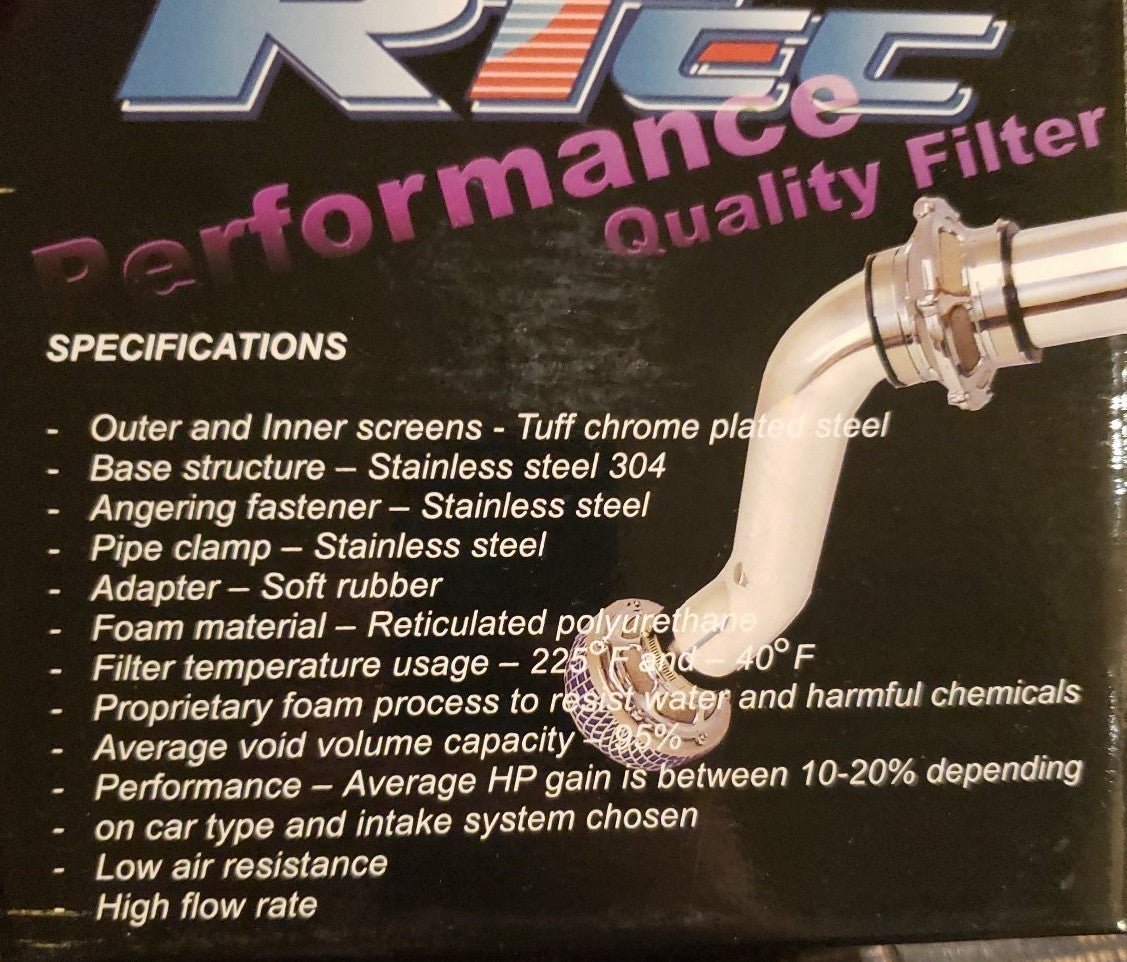 RTEC
Performance
Quality Filter
SPECIFICATIONS
- Outer and Inner screens - Tuff chrome plated steel
- Base structure – Stainless steel 304
- Angering fastener – Stainless steel
- Pipe clamp – Stainless steel
- Adapter – Soft rubber
- Foam material – Reticulated polyurethane
- Filter temperature usage – 225°F and – 40°F
- Proprietary foam process to resist water and harmful chemicals
- Average void volume capacity – 95%
- Performance – Average HP gain is between 10-20% depending
- on car type and intake system chosen
- Low air resistance
- High flow rate